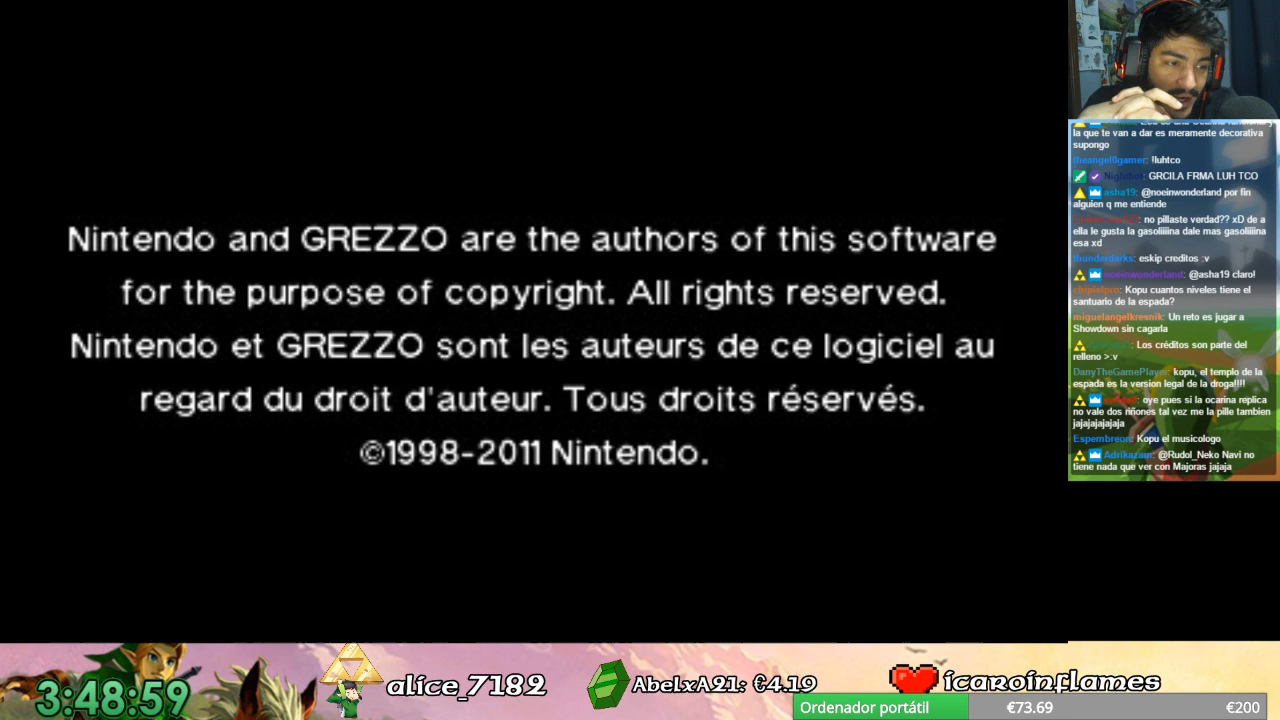 Nintendo and GREZZO are the authors of this software
for the purpose of copyright. All rights reserved.
Nintendo et GREZZO sont les auteurs de ce logiciel au
regard du droit d'auteur. Tous droits réservés.
©1998-2011 Nintendo.
la que te van a dar es meramente decorativa
supongo
theangel0gamer: !luhtco
Nightbot: GRCILA FRMA LUH TCO
asha19: @noeinwonderland por fin
alguien q me entiende
no pillaste verdad?? xD de a
ella le gusta la gasoliiiina dale mas gasoliiiina
esa xd
thunderdarks: eskip creditos :v
noeinwonderland: @asha19 claro!
Kopu cuantos niveles tiene el
santuario de la espada?
miguelangelkresnik: Un reto es jugar a
Showdown sin cagarla
Los créditos son parte del
relleno >:v
DanyTheGamePlayer: kopu, el templo de la
espada es la version legal de la droga!!!!
oye pues si la ocarina replica
no vale dos riñones tal vez me la pille tambien
jajajajajaja
Espembreon: Kopu el musicologo
Adrikazam: @Rudol_Neko Navi no
tiene nada que ver con Majoras jajaja
3:48:59
alice_7182
AbelxA21: €4.19
icaroinflames
Ordenador portátil €73.69 €200